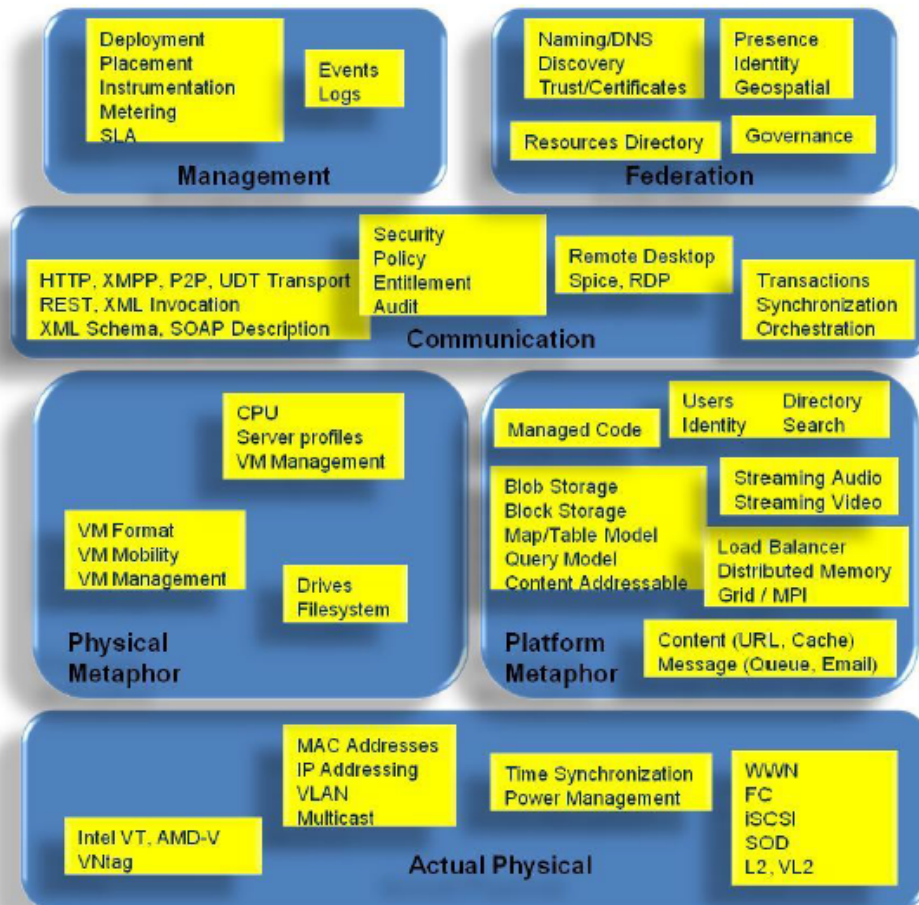 Deployment
Placement
Instrumentation
Metering
SLA
Events
Logs
Management
Naming/DNS
Discovery
Trust/Certificates
Presence
Identity
Geospatial
Resources Directory
Governance
Federation
HTTP, XMPP, P2P, UDT Transport
REST, XML Invocation
XML Schema, SOAP Description
Security
Policy
Entitlement
Audit
Remote Desktop
Spice, RDP
Transactions
Synchronization
Orchestration
Communication
CPU
Server profiles
VM Management
VM Format
VM Mobility
VM Management
Drives
Filesystem
Physical
Metaphor
Managed Code
Users Directory
Identity Search
Blob Storage
Block Storage
Map/Table Model
Query Model
Content Addressable
Streaming Audio
Streaming Video
Load Balancer
Distributed Memory
Grid / MPI
Content (URL, Cache)
Message (Queue, Email)
Platform
Metaphor
Intel VT, AMD-V
VNtag
MAC Addresses
IP Addressing
VLAN
Multicast
Time Synchronization
Power Management
WWN
FC
iSCSI
SOD
L2, VL2
Actual Physical